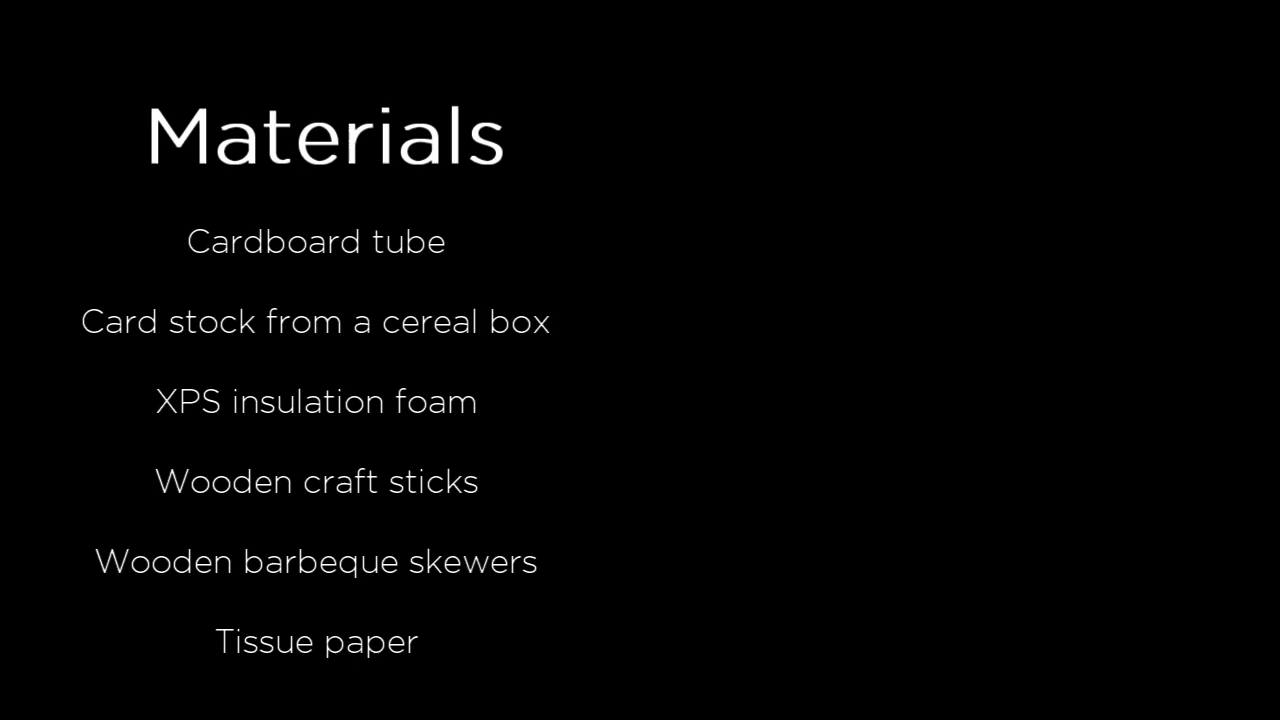 Materials
Cardboard tube
Card stock from a cereal box
XPS insulation foam
Wooden craft sticks
Wooden barbeque skewers
Tissue paper